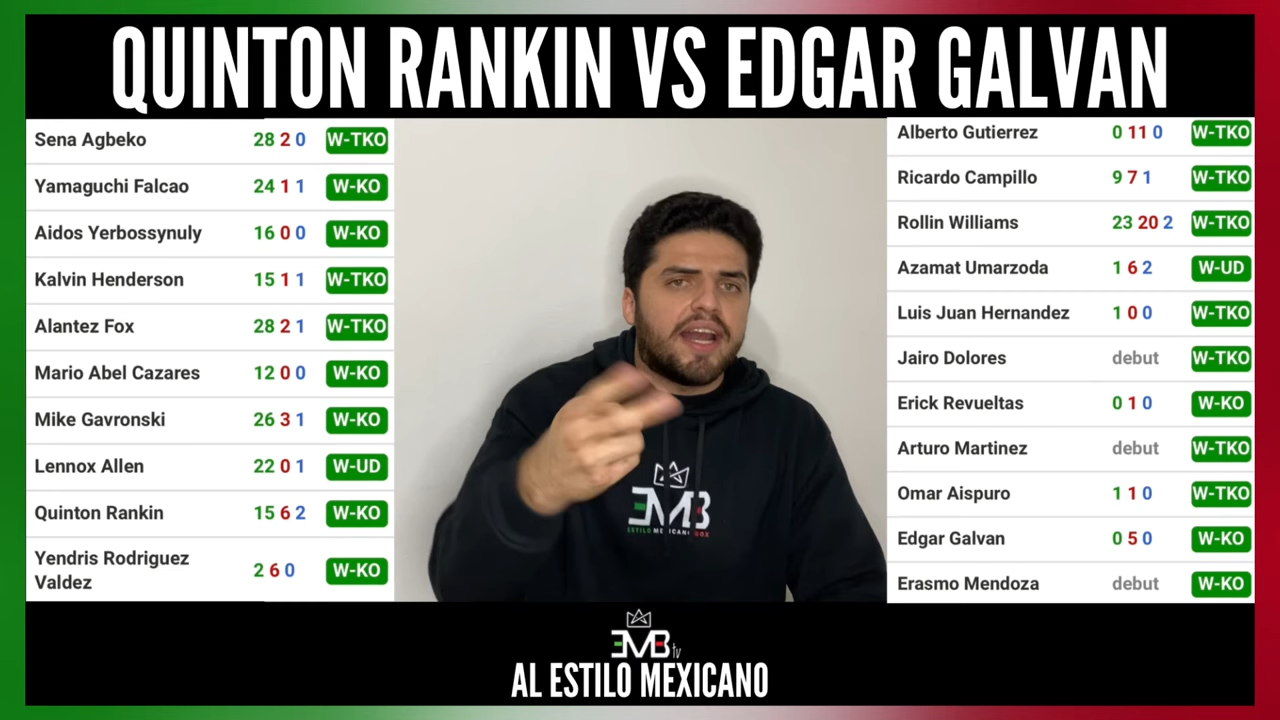 QUINTON RANKIN VS EDGAR GALVAN
Sena Agbeko 28 2 0 W-TKO
Yamaguchi Falcao 24 1 1 W-KO
Aidos Yerbossynuly 16 0 0 W-KO
Kalvin Henderson 15 1 1 W-TKO
Alantez Fox 28 2 1 W-TKO
Mario Abel Cazares 12 0 0 W-KO
Mike Gavronski 26 3 1 W-KO
Lennox Allen 22 0 1 W-UD
Quinton Rankin 15 6 2 W-KO
Yendris Rodriguez
Valdez 2 6 0 W-KO
Alberto Gutierrez 0 11 0 W-TKO
Ricardo Campillo 9 7 1 W-TKO
Rollin Williams 23 20 2 W-TKO
Azamat Umarzoda 1 6 2 W-UD
Luis Juan Hernandez 1 0 0 W-TKO
Jairo Dolores debut W-TKO
Erick Revueltas 0 1 0 W-KO
Arturo Martinez debut W-TKO
Omar Aispuro 1 1 0 W-TKO
Edgar Galvan 0 5 0 W-KO
Erasmo Mendoza debut W-KO
EMB
ESTILO MEXICANO BOX
EMB tv
AL ESTILO MEXICANO